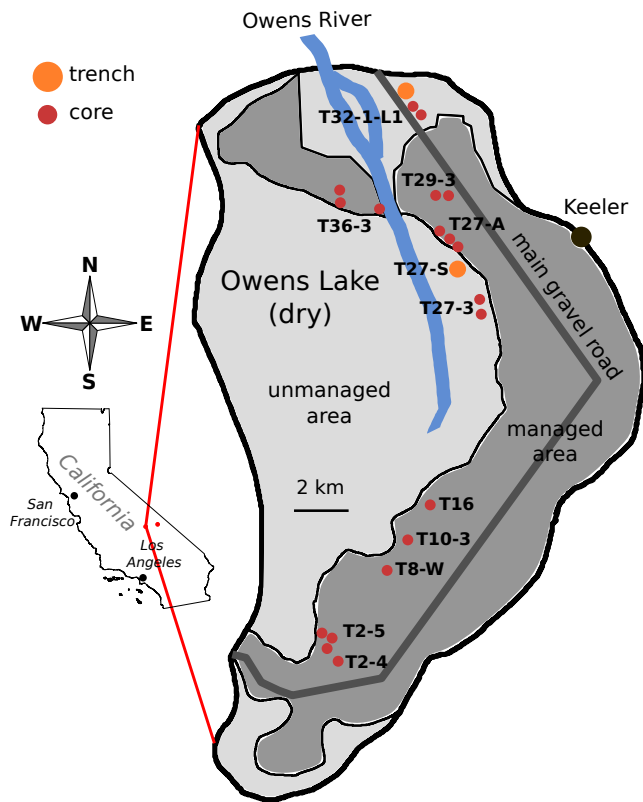 Owens River
trench
core
T32-1-L1
T29-3
Keeler
T36-3
T27-A
T27-S
Owens Lake
(dry)
T27-3
main gravel road
N
W
E
S
unmanaged
area
managed
area
California
2 km
San
Francisco
Los
Angeles
T16
T10-3
T8-W
T2-5
T2-4